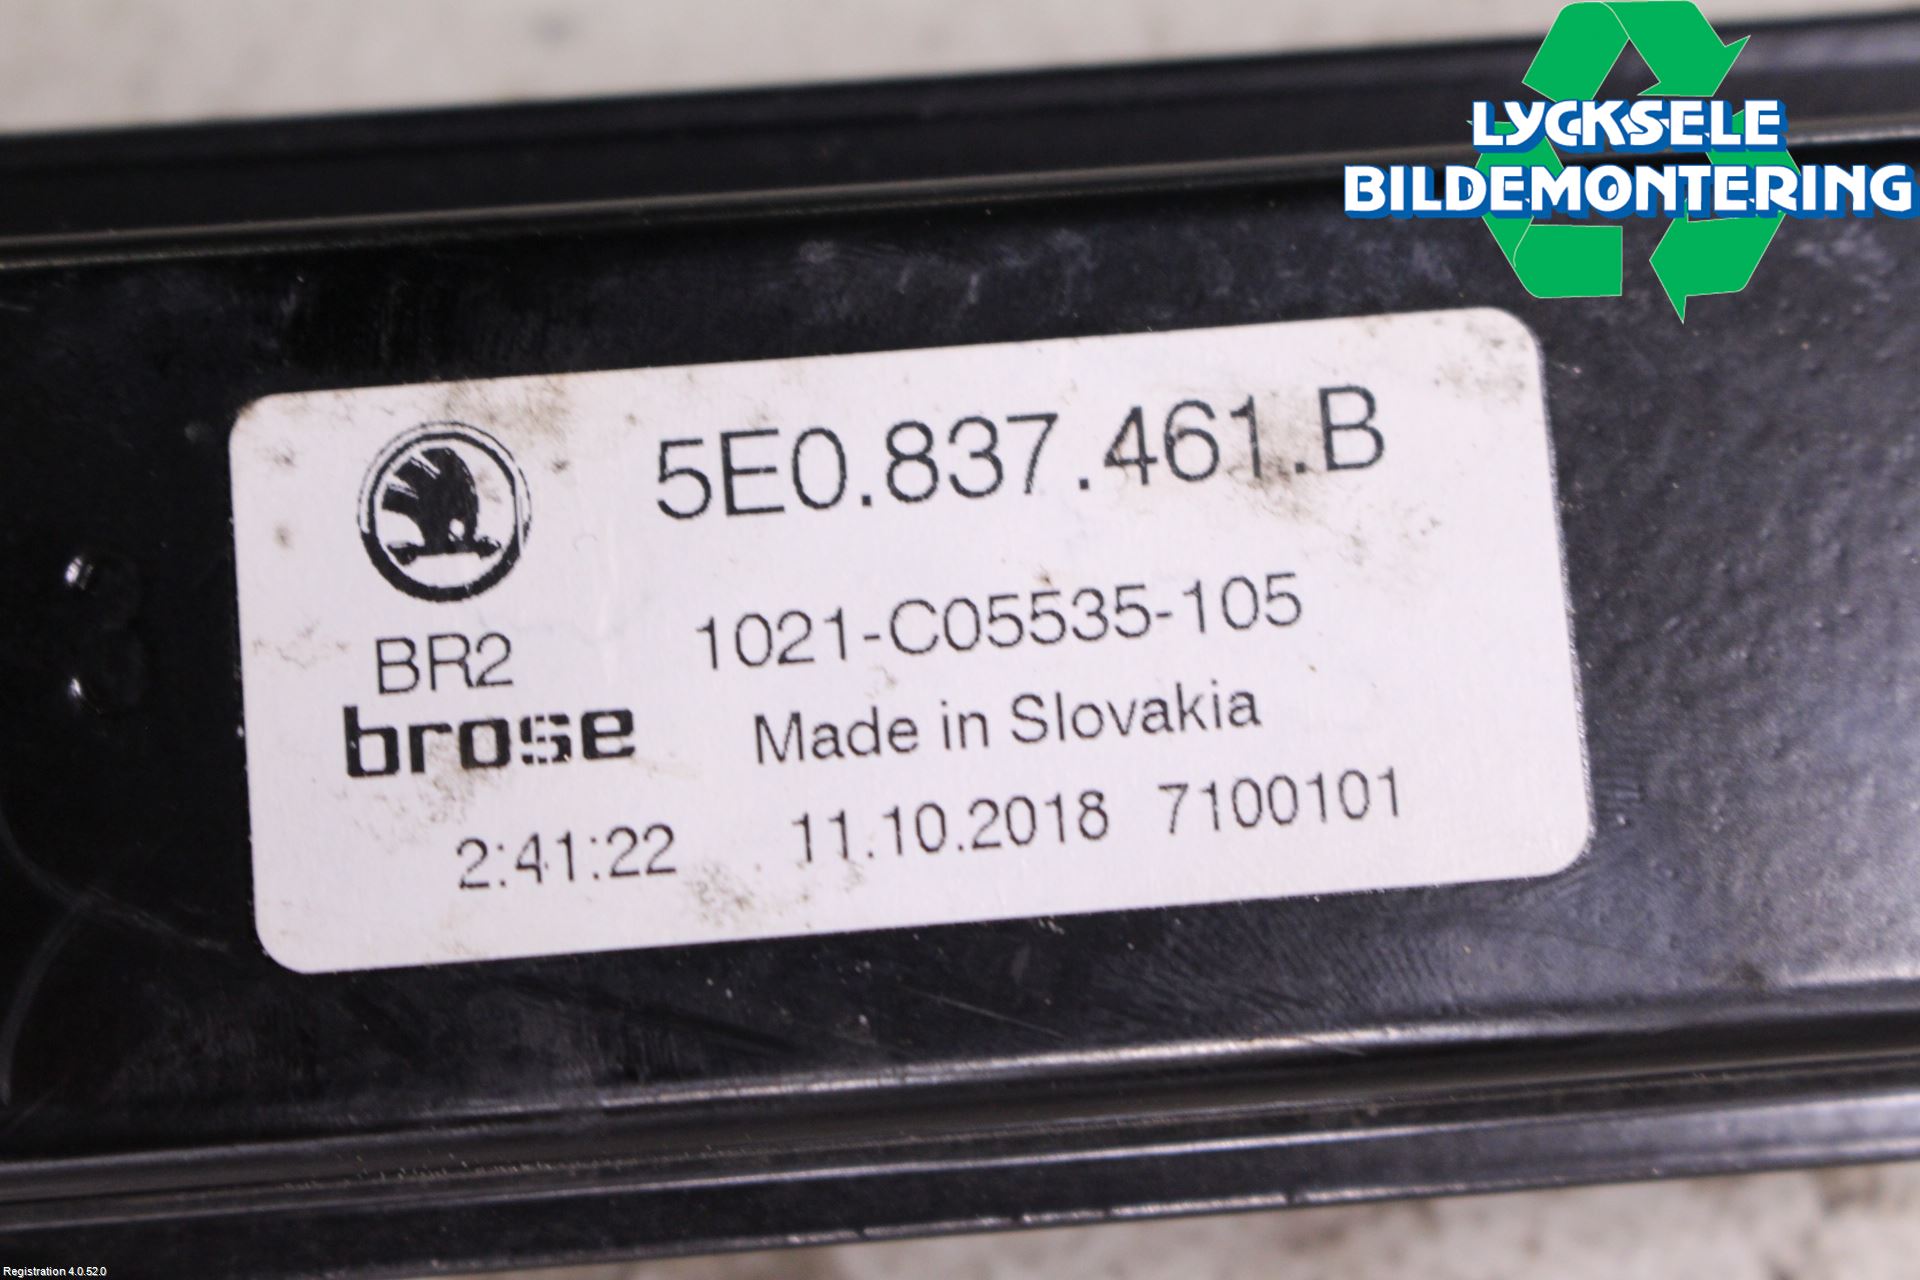 LYCKSELE
BILDEMONTERING
5E0.837.461.B
1021-C05535-105
BR2
brose
Made in Slovakia
2:41:22 11.10.2018 7100101
Registration 4.0.52.0